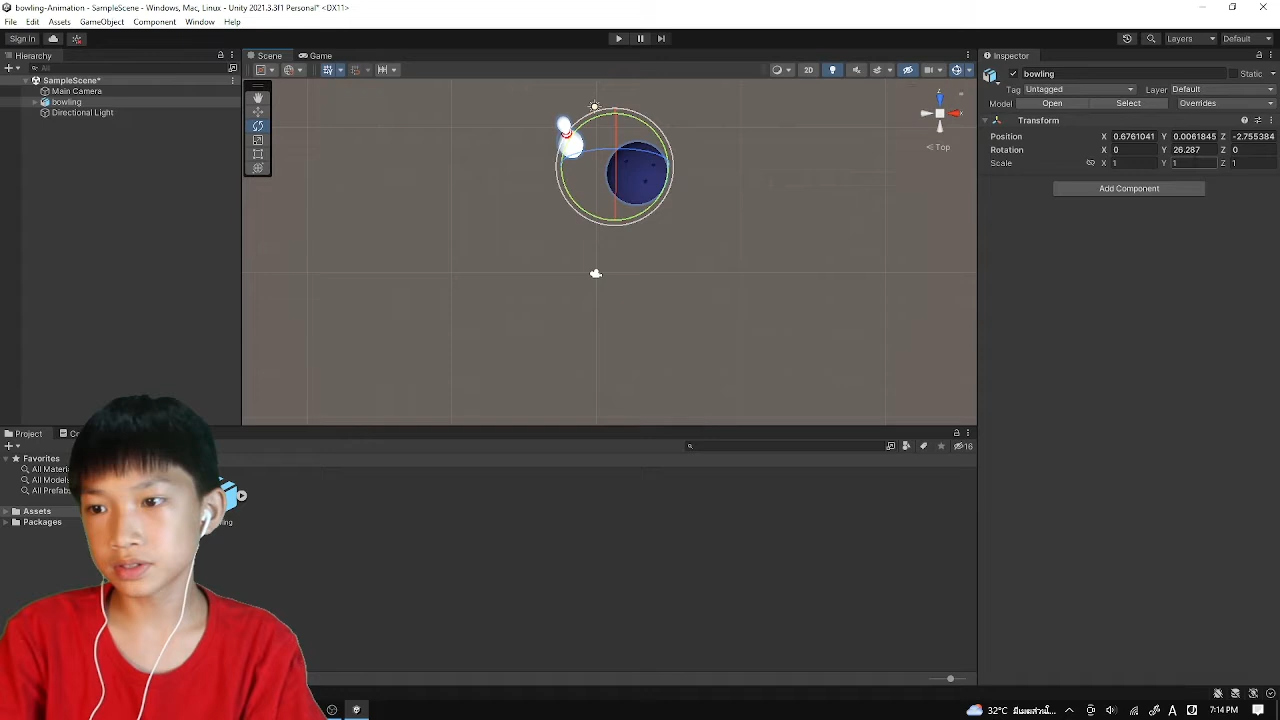 bowling-Animation - SampleScene - Windows, Mac, Linux - Unity 2021.3.3f1 Personal* <DX11>
File Edit Assets GameObject Component Window Help
Sign In Layers Default
Hierarchy Scene Game Inspector
All
SampleScene*
Main Camera
bowling
Directional Light
2D
Top
bowling Static
Tag Untagged Layer Default
Model Open Select Overrides
Transform
Position X 0.6761041 Y 0.0061845 Z -2.755384
Rotation X 0 Y 26.287 Z 0
Scale X 1 Y 1 Z 1
Add Component
Project
16
Favorites
All Models
All Prefabs
Assets
Packages
32°C
A
7:14 PM